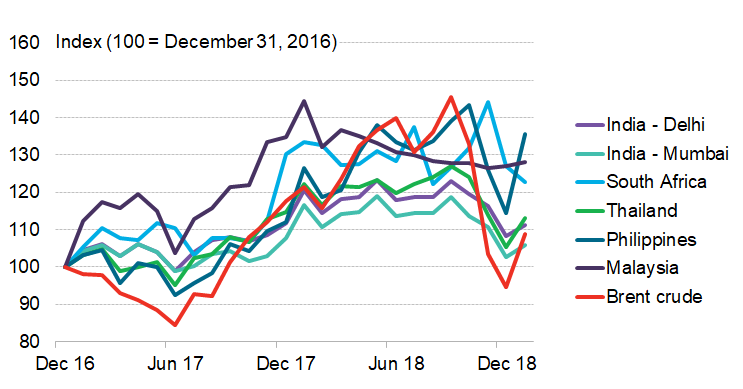 160 Index (100 = December 31, 2016)
150
140
130
120
110
100
90
80
Dec 16 Jun 17 Dec 17 Jun 18 Dec 18
India - Delhi
India - Mumbai
South Africa
Thailand
Philippines
Malaysia
Brent crude